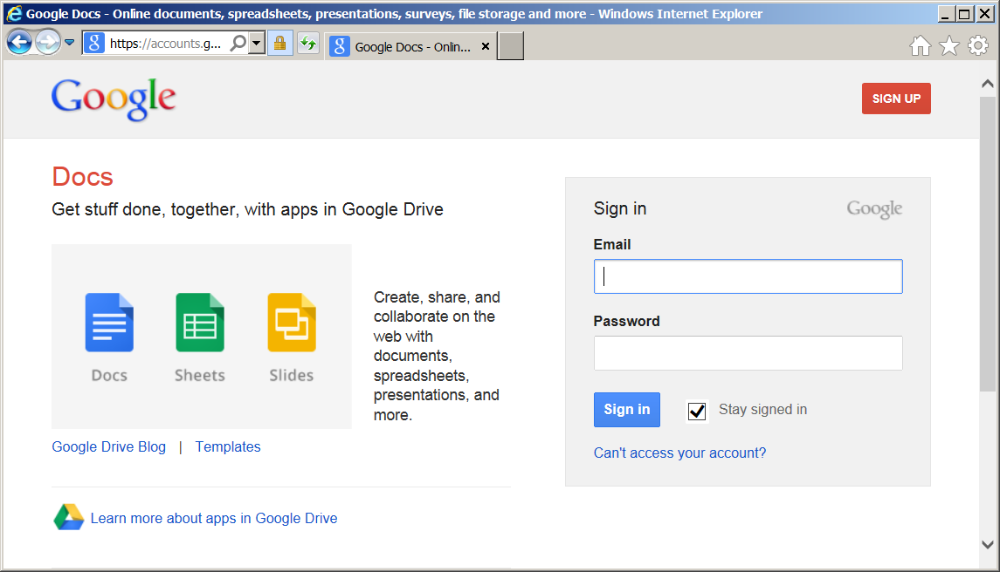 Google Docs - Online documents, spreadsheets, presentations, surveys, file storage and more - Windows Internet Explorer
https://accounts.g...
Google Docs - Onlin...
Google
SIGN UP
Docs
Get stuff done, together, with apps in Google Drive
Docs
Sheets
Slides
Create, share, and
collaborate on the
web with
documents,
spreadsheets,
presentations, and
more.
Google Drive Blog | Templates
Learn more about apps in Google Drive
Sign in
Google
Email
Password
Sign in
Stay signed in
Can't access your account?